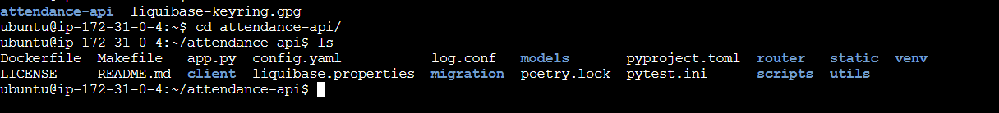 attendance-api  liquibase-keyring.gpg
ubuntu@ip-172-31-0-4:~$ cd attendance-api/
ubuntu@ip-172-31-0-4:~/attendance-api$ ls
Dockerfile  Makefile   app.py  config.yaml           log.conf   models       pyproject.toml  router   static  venv
LICENSE     README.md  client  liquibase.properties  migration  poetry.lock  pytest.ini      scripts  utils
ubuntu@ip-172-31-0-4:~/attendance-api$